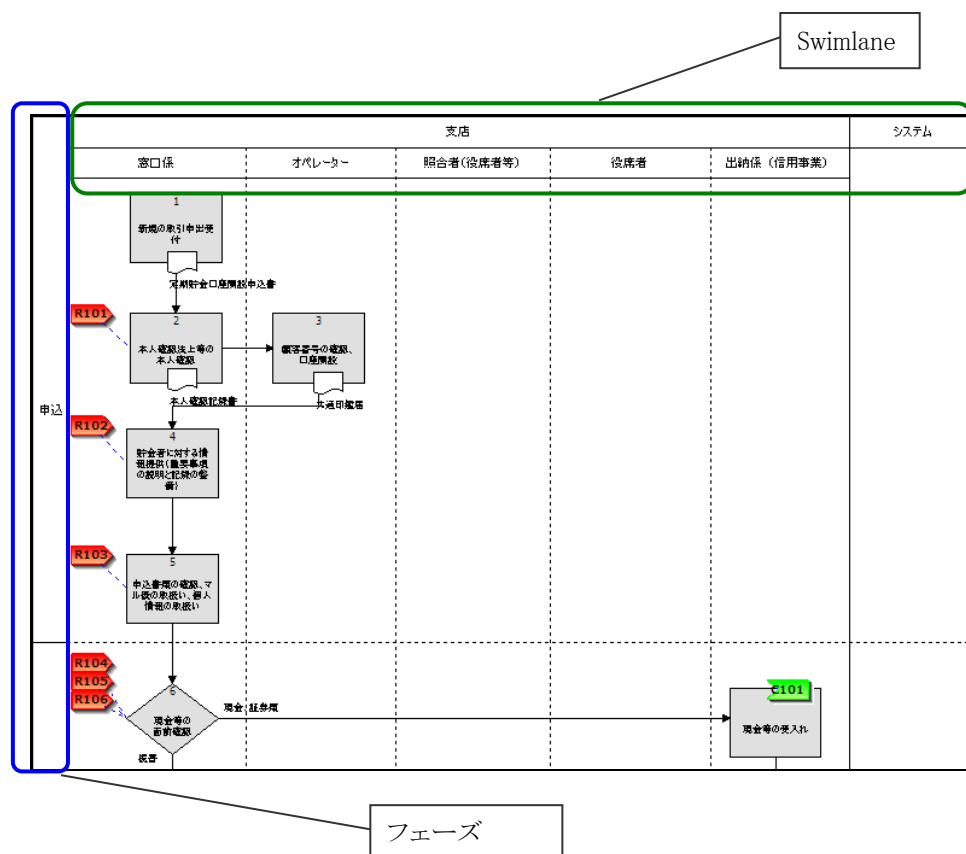 Swimlane
支店
システム
窓口係
オペレーター
照合者(役席者等)
役席者
出納係（信用事業）
1
新規の取引申出受
付
定期貯金口座開設申込書
R101
2
本人確認法上等の
本人確認
3
顧客番号の確認、
口座開設
本人確認記録書
共通印鑑届
申込
R102
4
貯金者に対する情
報提供(重要事項
の説明と記録の整
備)
R103
5
申込書類の確認、マ
ル優の取扱い、個人
情報の取扱い
R104
R105
R106
6
現金等の
面前確認
現金、証券類
C101
現金等の受入れ
振替
フェーズ